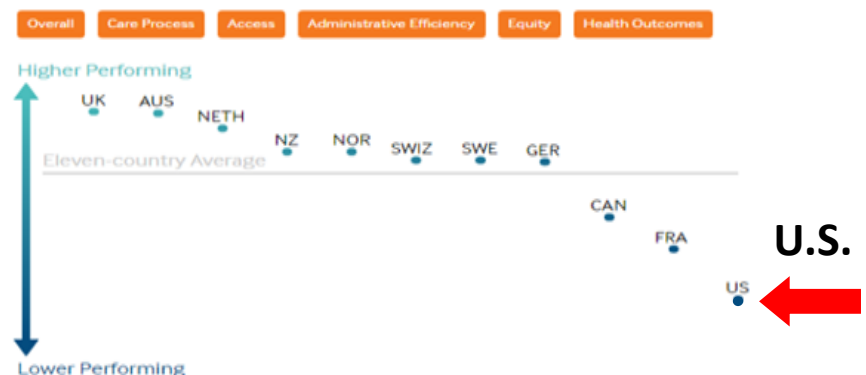 Overall Care Process Access Administrative Efficiency Equity Health Outcomes
Higher Performing
UK AUS
NETH
NZ NOR SWIZ SWE GER
Eleven-country Average
CAN
FRA
U.S.
US
Lower Performing